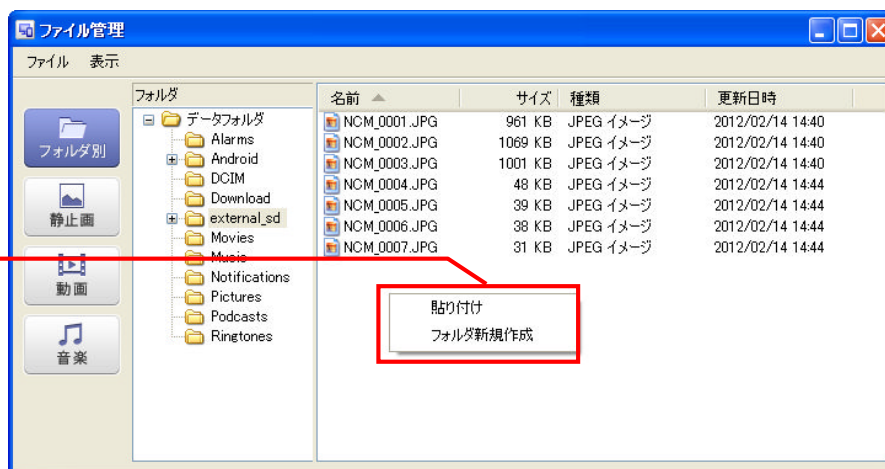 ファイル管理
ファイル 表示
フォルダ別
静止画
動画
音楽
フォルダ
データフォルダ
Alarms
Android
DCIM
Download
external_sd
Movies
Music
Notifications
Pictures
Podcasts
Ringtones
名前 サイズ 種類 更新日時
NCM_0001.JPG 961 KB JPEG イメージ 2012/02/14 14:40
NCM_0002.JPG 1069 KB JPEG イメージ 2012/02/14 14:40
NCM_0003.JPG 1001 KB JPEG イメージ 2012/02/14 14:40
NCM_0004.JPG 48 KB JPEG イメージ 2012/02/14 14:44
NCM_0005.JPG 39 KB JPEG イメージ 2012/02/14 14:44
NCM_0006.JPG 38 KB JPEG イメージ 2012/02/14 14:44
NCM_0007.JPG 31 KB JPEG イメージ 2012/02/14 14:44
貼り付け
フォルダ新規作成